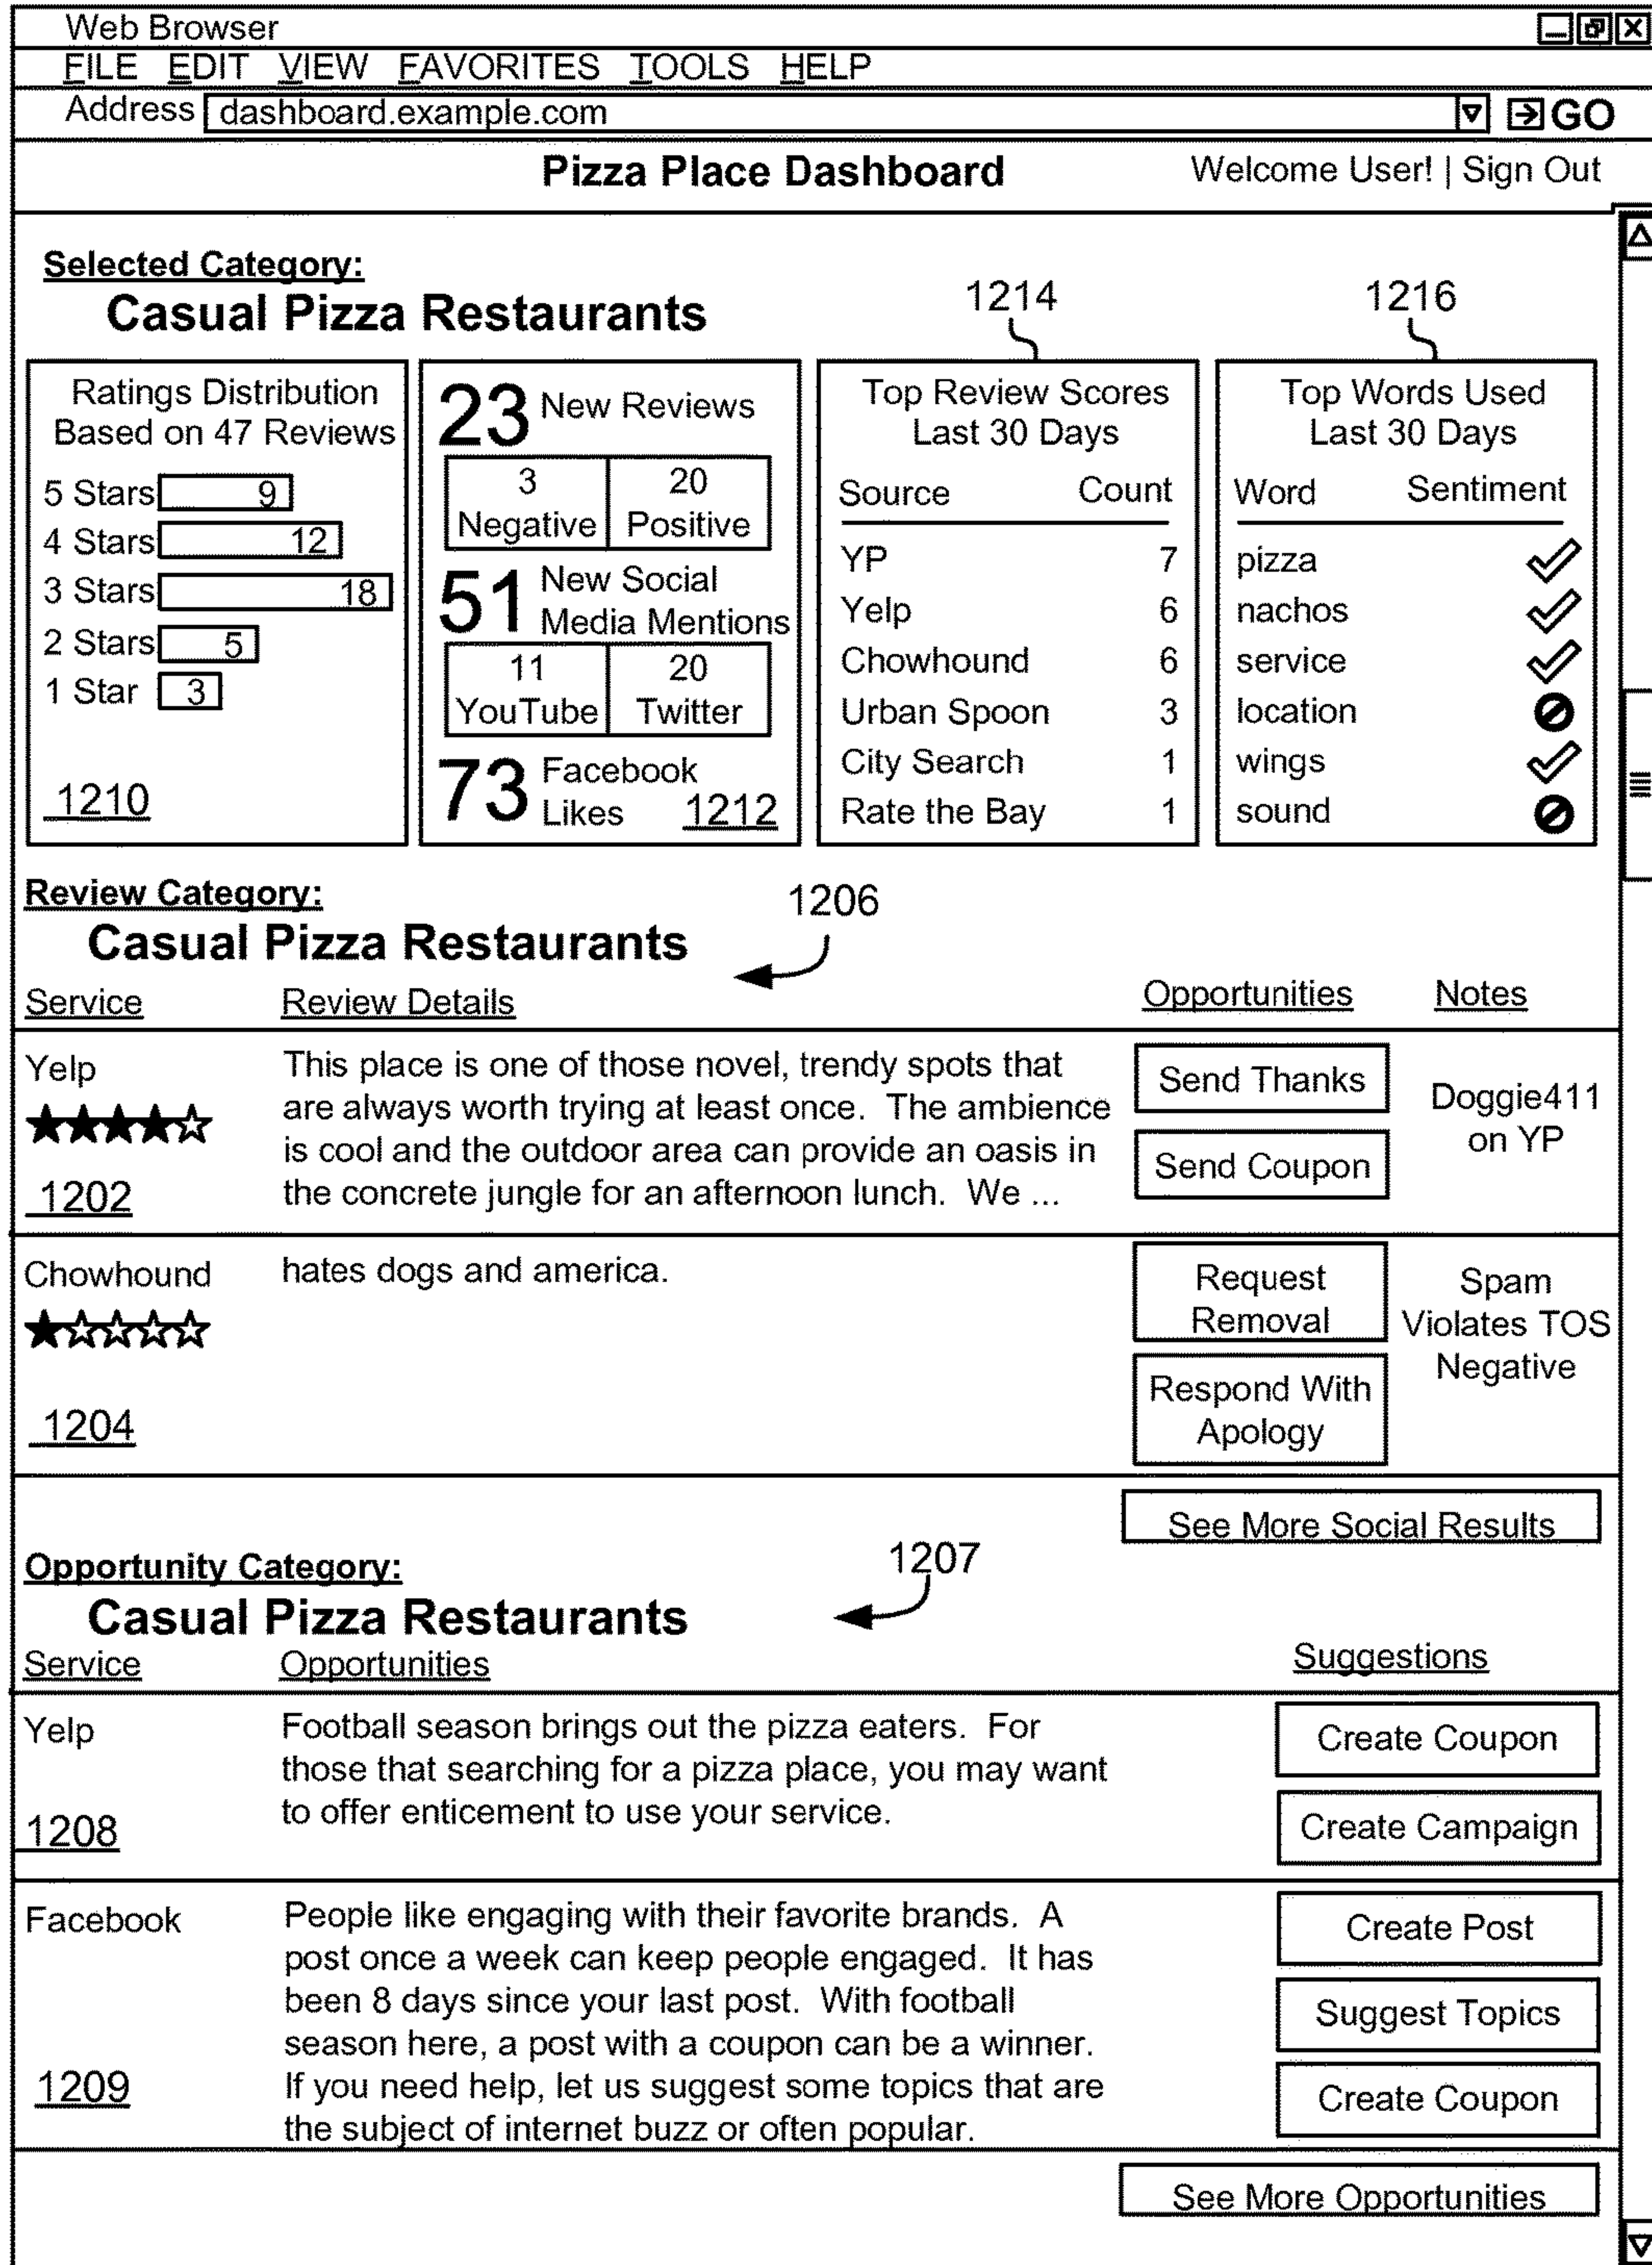 Web Browser
FILE EDIT VIEW FAVORITES TOOLS HELP
Address dashboard.example.com GO
Pizza Place Dashboard Welcome User! | Sign Out
Selected Category:
Casual Pizza Restaurants
1214
1216
Ratings Distribution
Based on 47 Reviews
5 Stars 9
4 Stars 12
3 Stars 18
2 Stars 5
1 Star 3
1210
23 New Reviews
3 Negative
20 Positive
51 New Social
Media Mentions
11 YouTube
20 Twitter
73 Facebook
Likes 1212
Top Review Scores
Last 30 Days
Source Count
YP 7
Yelp 6
Chowhound 6
Urban Spoon 3
City Search 1
Rate the Bay 1
Top Words Used
Last 30 Days
Word Sentiment
pizza
nachos
service
location
wings
sound
Review Category:
Casual Pizza Restaurants
1206
Service Review Details Opportunities Notes
Yelp
1202
This place is one of those novel, trendy spots that
are always worth trying at least once. The ambience
is cool and the outdoor area can provide an oasis in
the concrete jungle for an afternoon lunch. We ...
Send Thanks
Send Coupon
Doggie411
on YP
Chowhound
1204
hates dogs and america.
Request
Removal
Respond With
Apology
Spam
Violates TOS
Negative
See More Social Results
Opportunity Category:
Casual Pizza Restaurants
1207
Service Opportunities Suggestions
Yelp
1208
Football season brings out the pizza eaters. For
those that searching for a pizza place, you may want
to offer enticement to use your service.
Create Coupon
Create Campaign
Facebook
1209
People like engaging with their favorite brands. A
post once a week can keep people engaged. It has
been 8 days since your last post. With football
season here, a post with a coupon can be a winner.
If you need help, let us suggest some topics that are
the subject of internet buzz or often popular.
Create Post
Suggest Topics
Create Coupon
See More Opportunities